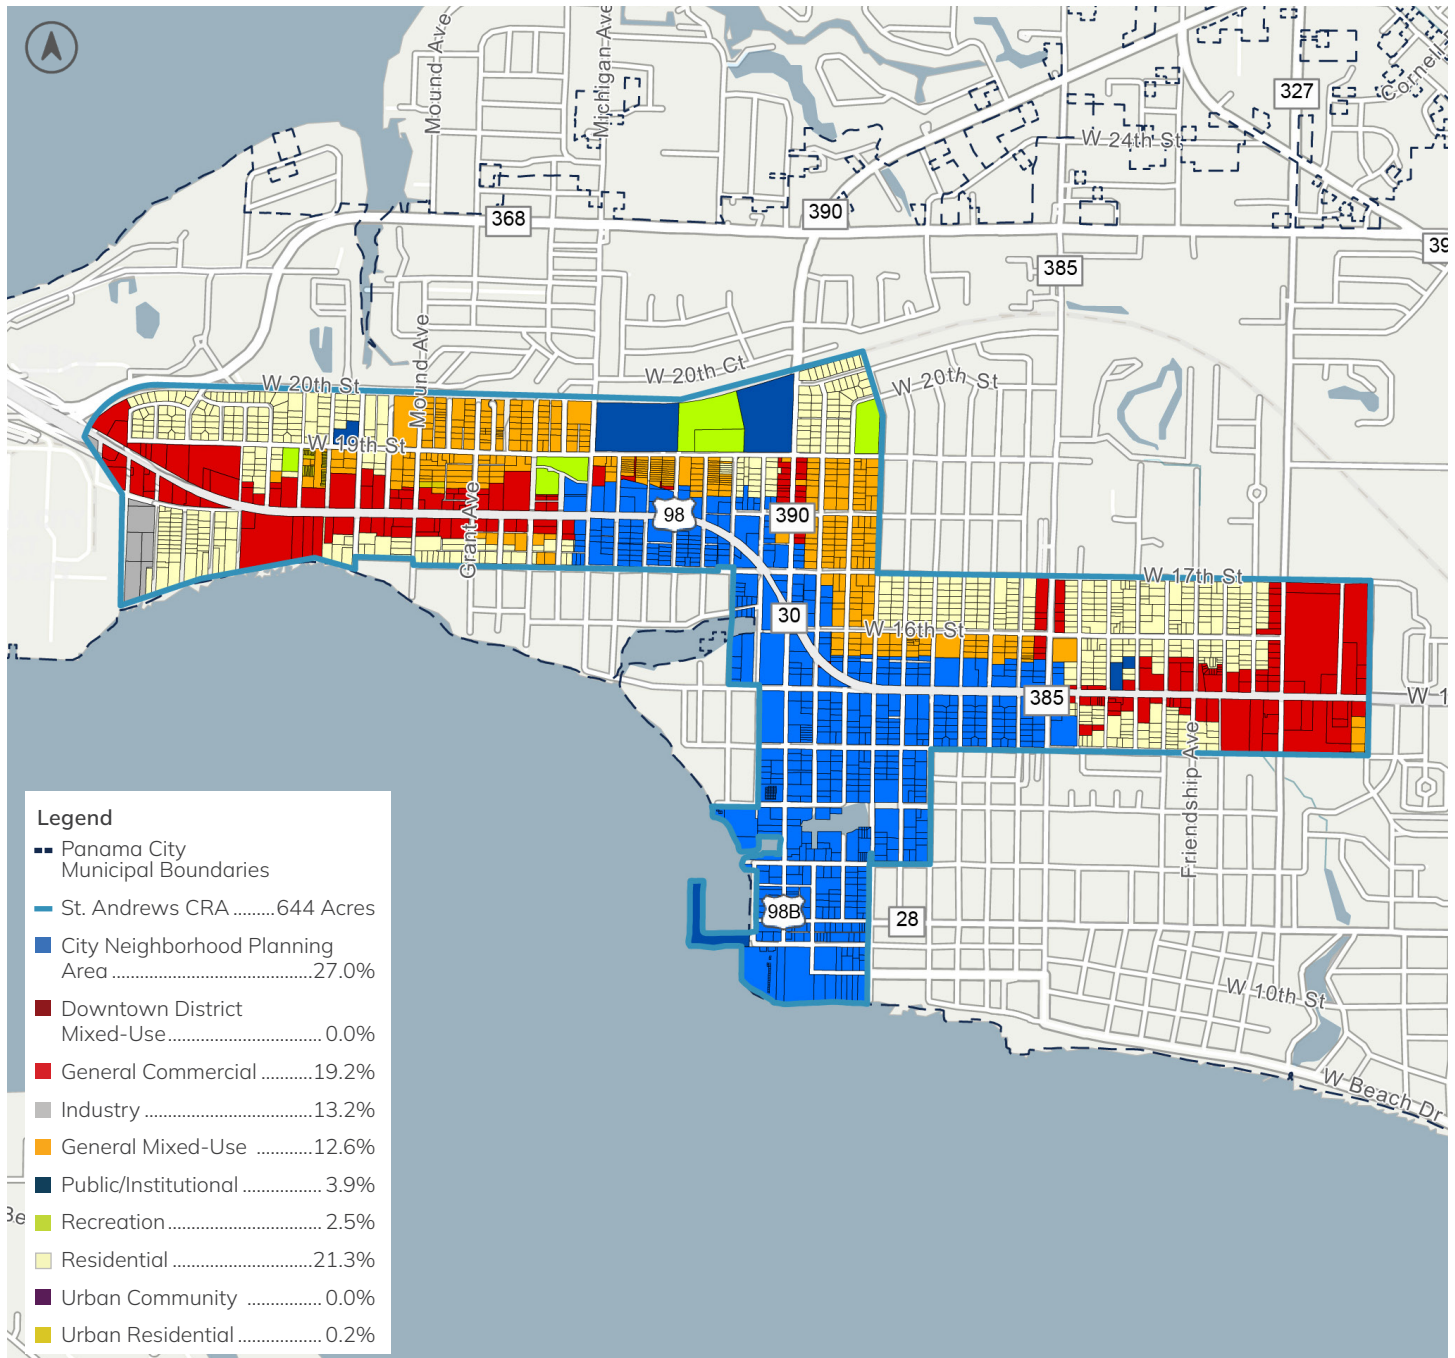 Mound Ave
Michigan Ave
Cornell
327
W 24th St
390
368
39
385
Mound Ave
W 20th Ct
W 20th St
W 20th St
W 19th St
Grant Ave
98
390
W 17th St
30
W 16th St
385
W 1
Friendship Ave
98B
28
W 10th St
W Beach Dr
Be
Legend
Panama City
Municipal Boundaries
St. Andrews CRA .........644 Acres
City Neighborhood Planning
Area ....................................27.0%
Downtown District
Mixed-Use............................ 0.0%
General Commercial ..........19.2%
Industry ..............................13.2%
General Mixed-Use ...........12.6%
Public/Institutional .............. 3.9%
Recreation............................ 2.5%
Residential .........................21.3%
Urban Community .............. 0.0%
Urban Residential ............... 0.2%